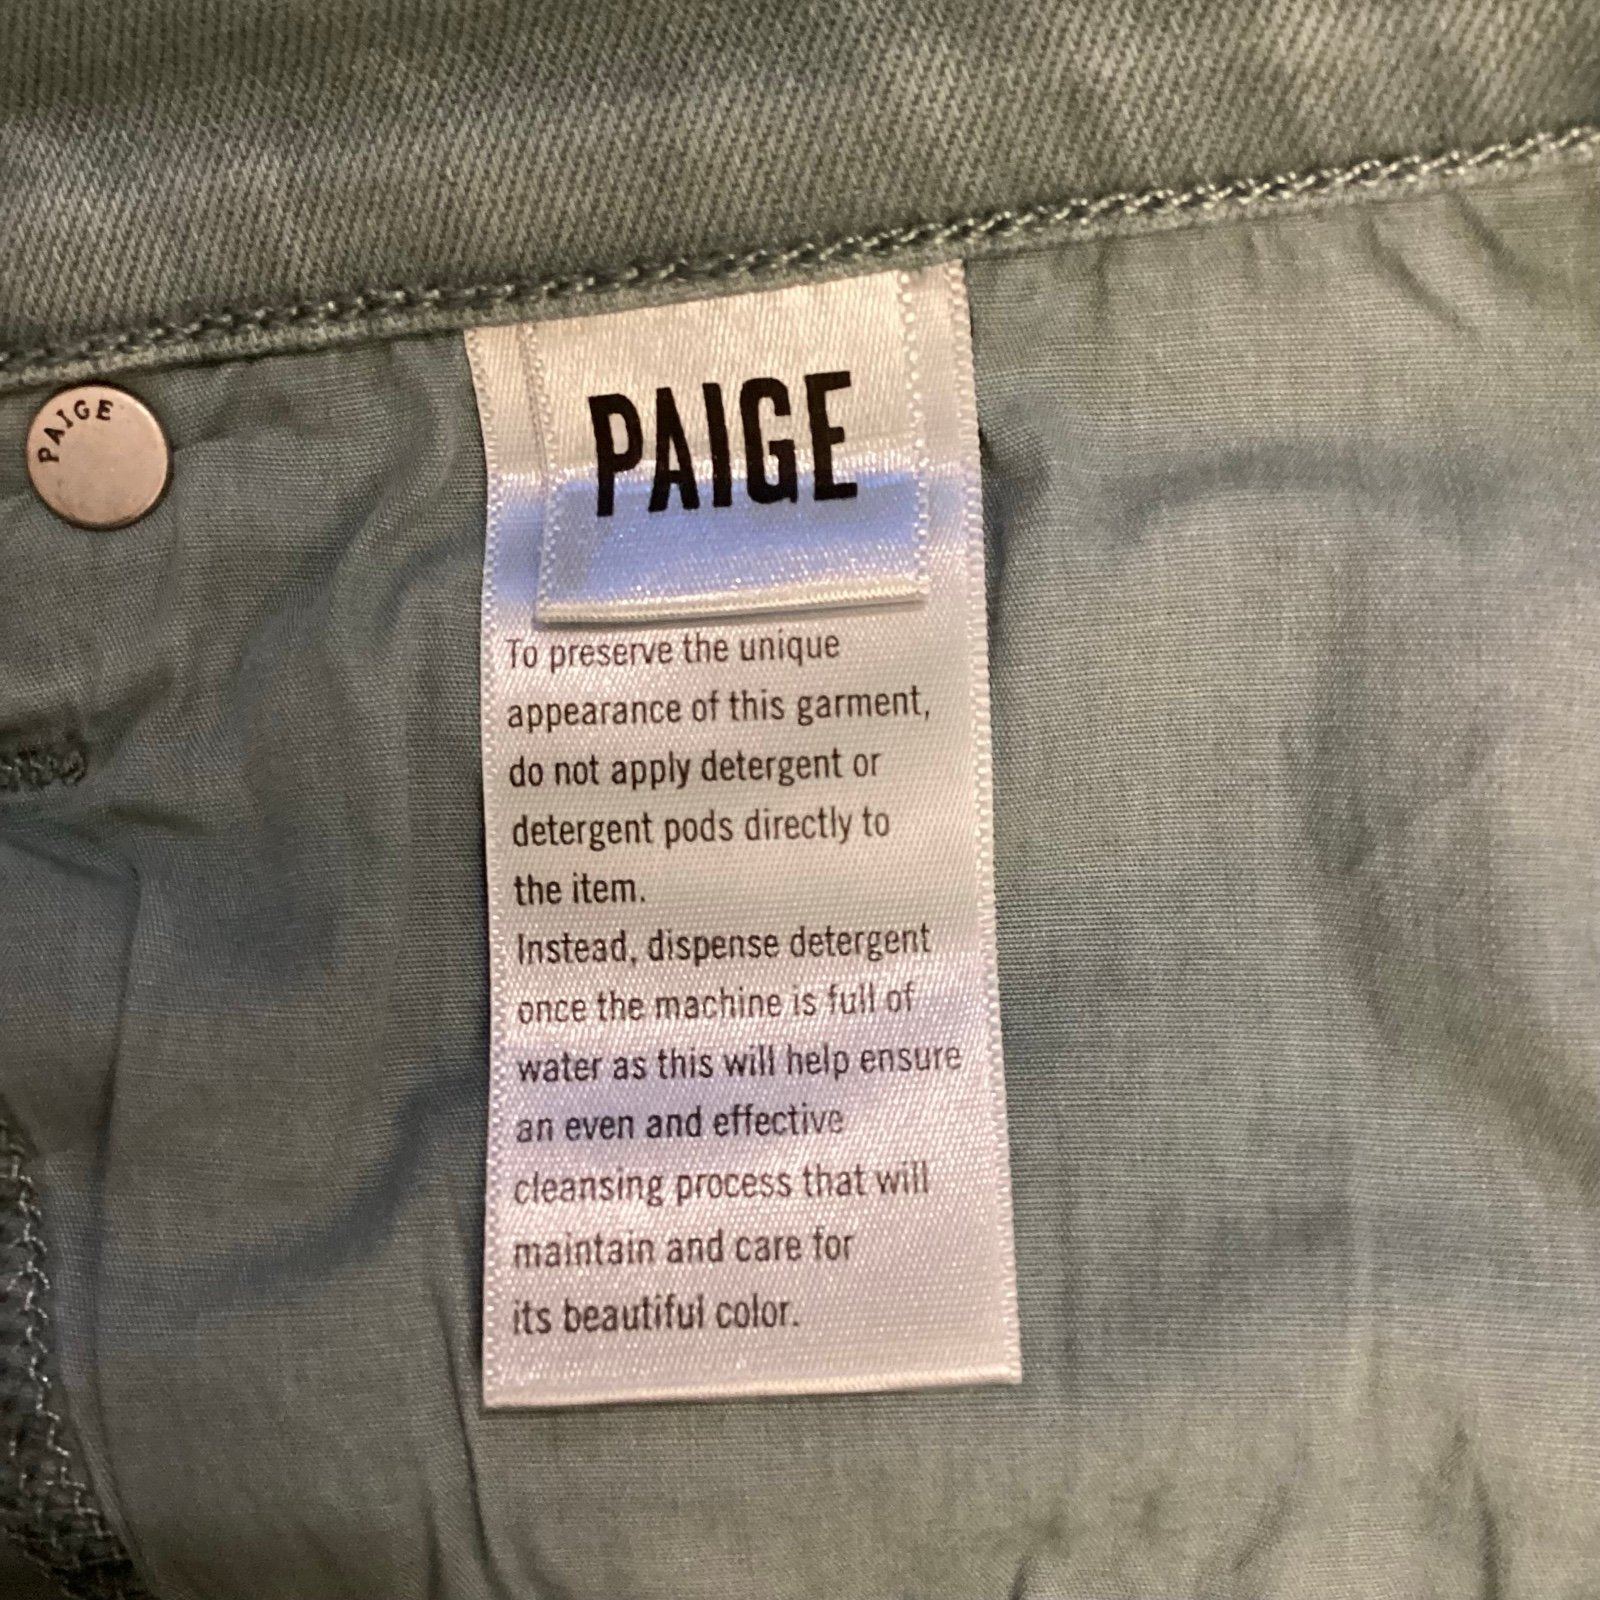 PAIGE
PAIGE
To preserve the unique
appearance of this garment,
do not apply detergent or
detergent pods directly to
the item.
Instead, dispense detergent
once the machine is full of
water as this will help ensure
an even and effective
cleansing process that will
maintain and care for
its beautiful color.